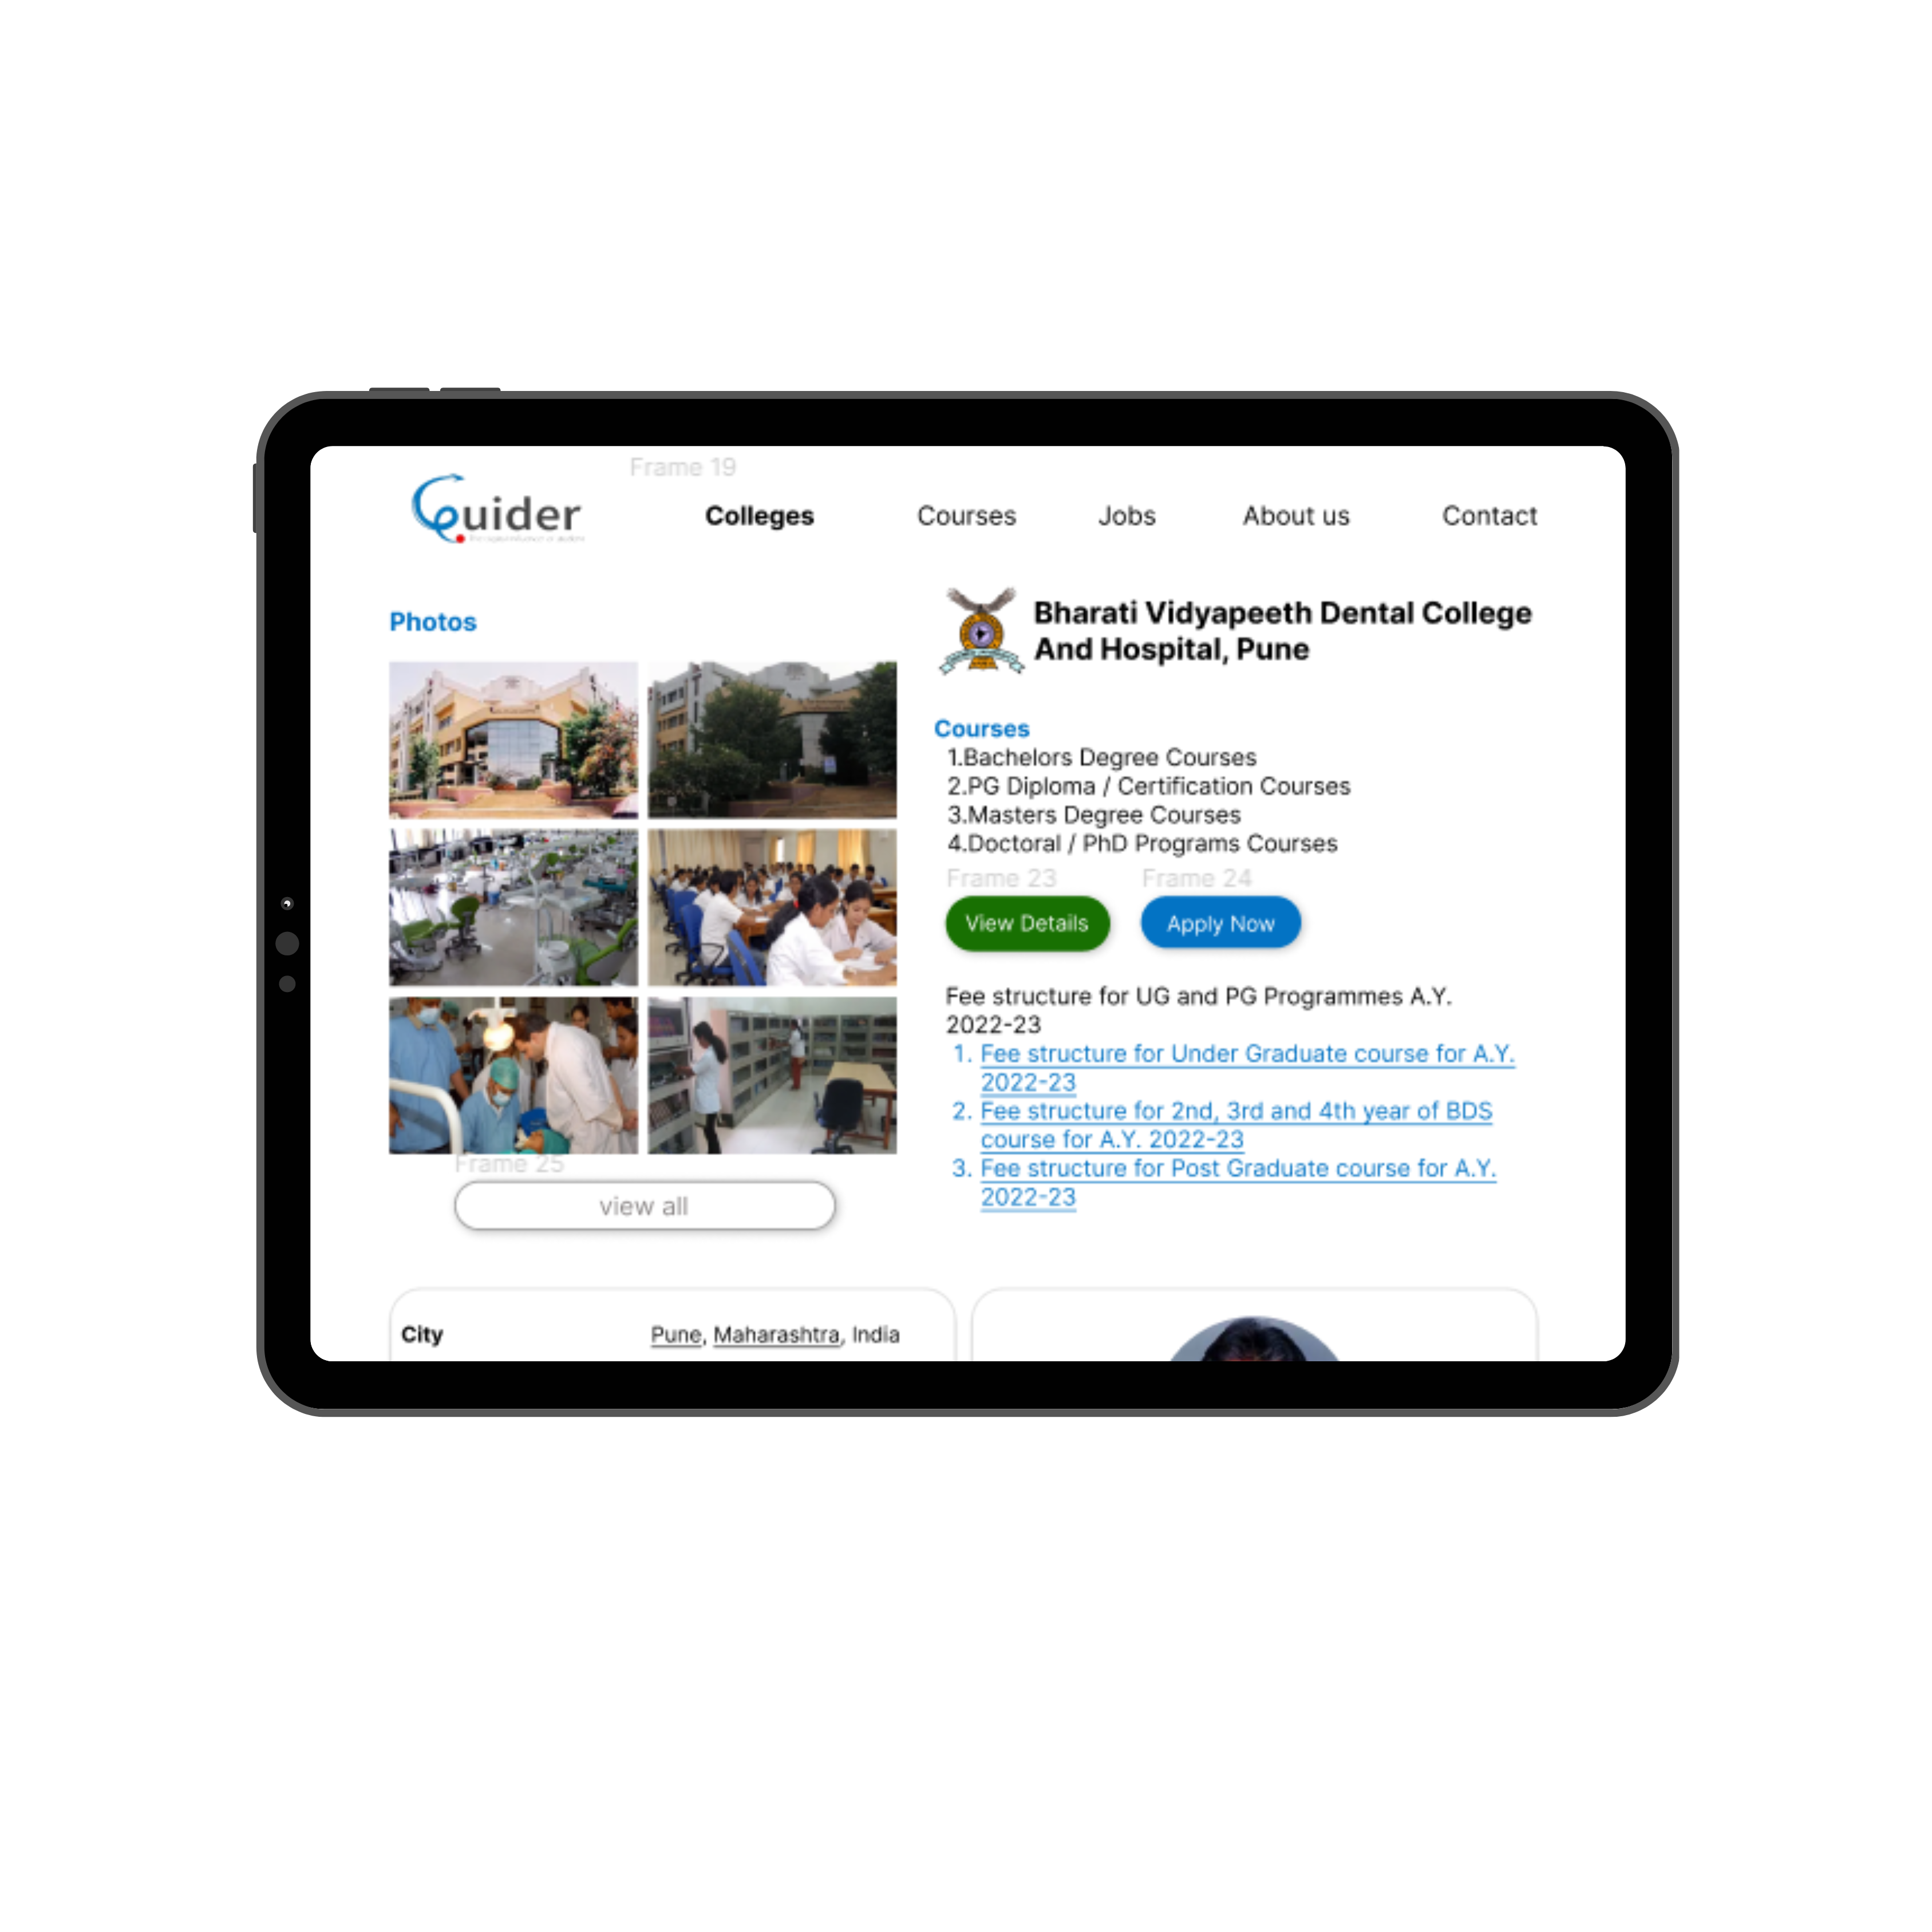 Frame 19
Guider
Colleges
Courses
Jobs
About us
Contact
Photos
Frame 25
view all
Bharati Vidyapeeth Dental College
And Hospital, Pune
Courses
1.Bachelors Degree Courses
2.PG Diploma / Certification Courses
3.Masters Degree Courses
4.Doctoral / PhD Programs Courses
Frame 23
Frame 24
View Details
Apply Now
Fee structure for UG and PG Programmes A.Y.
2022-23
1. Fee structure for Under Graduate course for A.Y.
2022-23
2. Fee structure for 2nd, 3rd and 4th year of BDS
course for A.Y. 2022-23
3. Fee structure for Post Graduate course for A.Y.
2022-23
City
Pune, Maharashtra, India